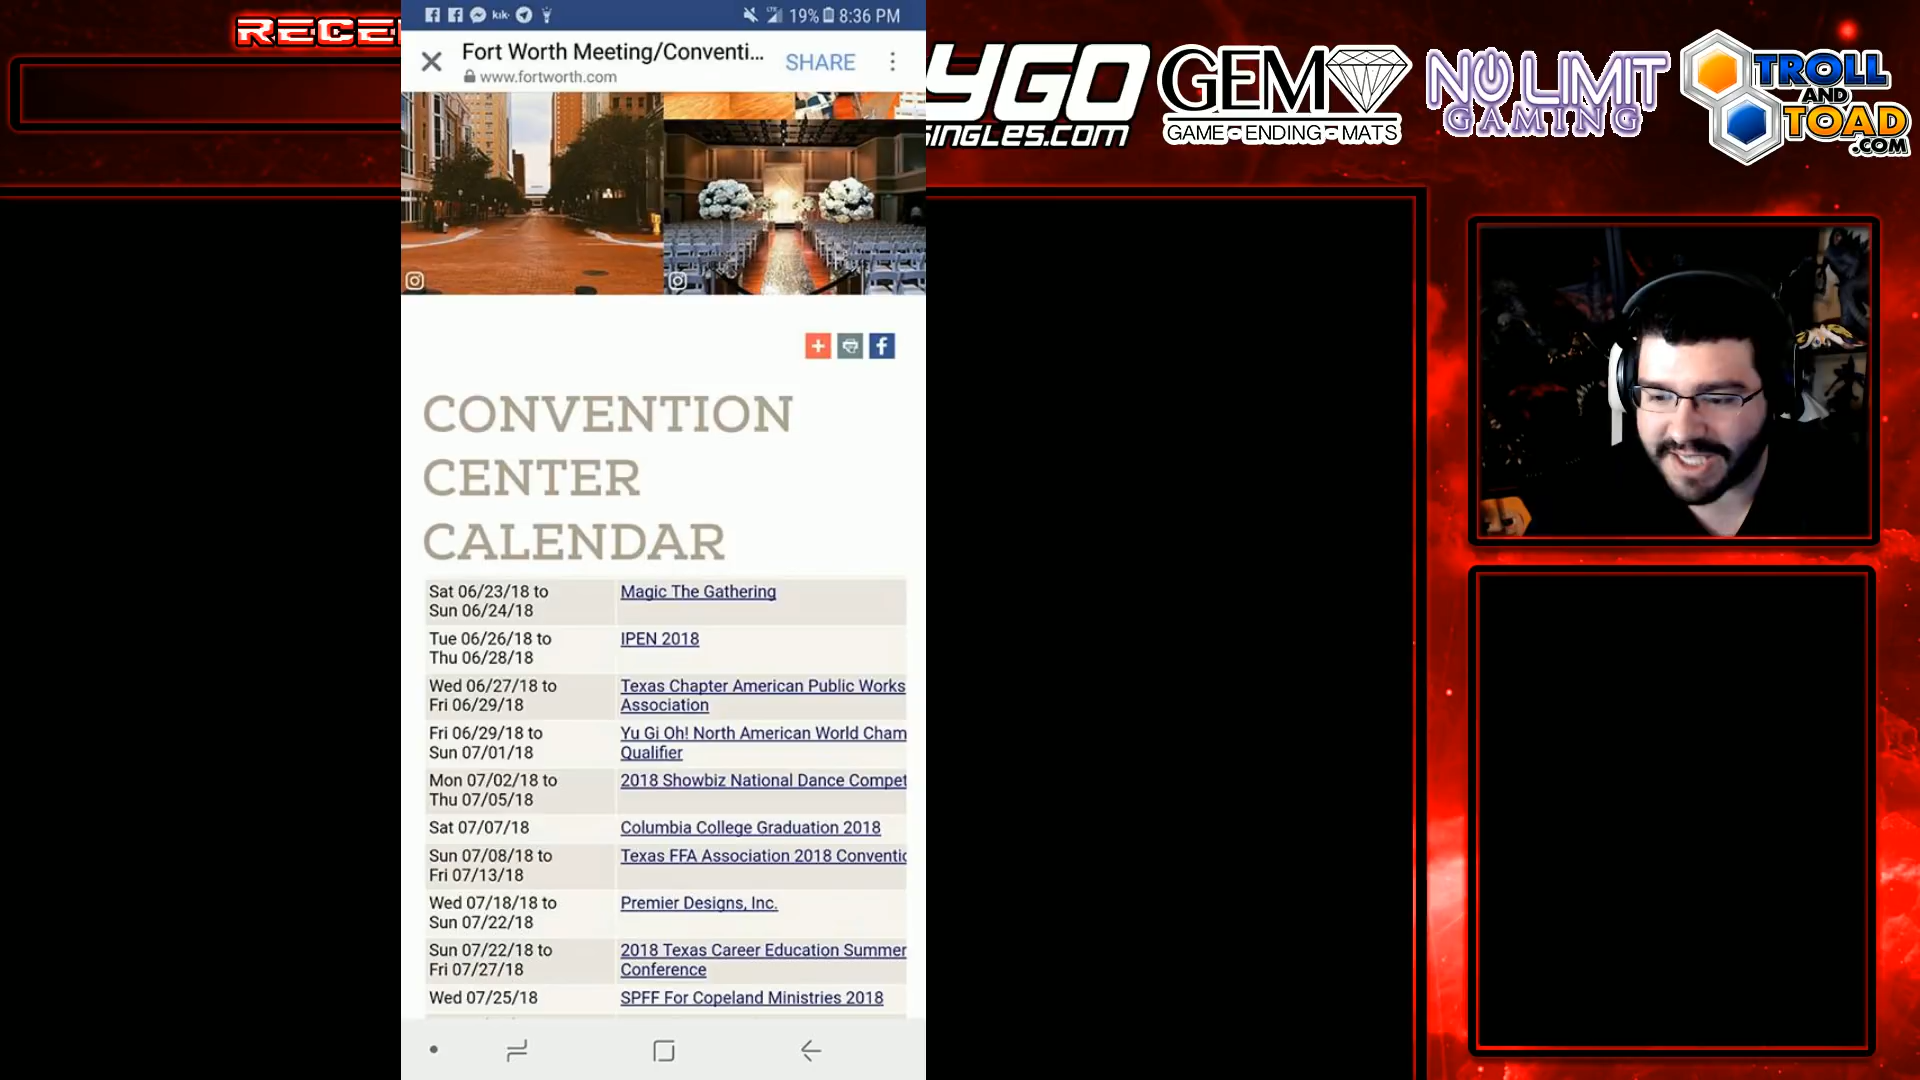 19% 8:36 PM
Fort Worth Meeting/Conventi...
www.fortworth.com
SHARE
RECE
YGO
SINGLES.COM
GEM
GAME-ENDING-MATS
NO LIMIT
GAMING
TROLL
AND
TOAD
.COM
CONVENTION
CENTER
CALENDAR
Sat 06/23/18 to
Sun 06/24/18
Magic The Gathering
Tue 06/26/18 to
Thu 06/28/18
IPEN 2018
Wed 06/27/18 to
Fri 06/29/18
Texas Chapter American Public Works
Association
Fri 06/29/18 to
Sun 07/01/18
Yu Gi Oh! North American World Cham
Qualifier
Mon 07/02/18 to
Thu 07/05/18
2018 Showbiz National Dance Compet
Sat 07/07/18
Columbia College Graduation 2018
Sun 07/08/18 to
Fri 07/13/18
Texas FFA Association 2018 Conventio
Wed 07/18/18 to
Sun 07/22/18
Premier Designs, Inc.
Sun 07/22/18 to
Fri 07/27/18
2018 Texas Career Education Summer
Conference
Wed 07/25/18
SPFF For Copeland Ministries 2018